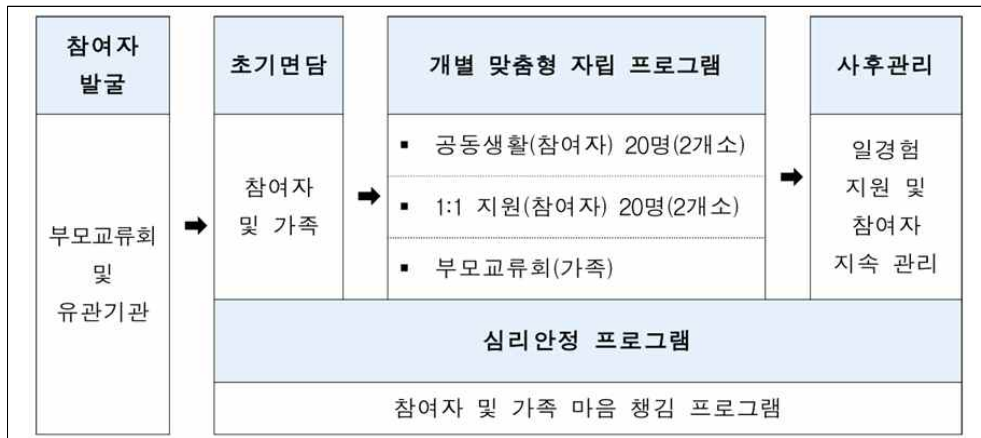 참여자
발굴
부모교류회
및
유관기관
초기면담
참여자
및 가족
개별 맞춤형 자립 프로그램
▪ 공동생활(참여자) 20명(2개소)
▪ 1:1 지원(참여자) 20명(2개소)
▪ 부모교류회(가족)
사후관리
일경험
지원 및
참여자
지속 관리
심리안정 프로그램
참여자 및 가족 마음 챙김 프로그램